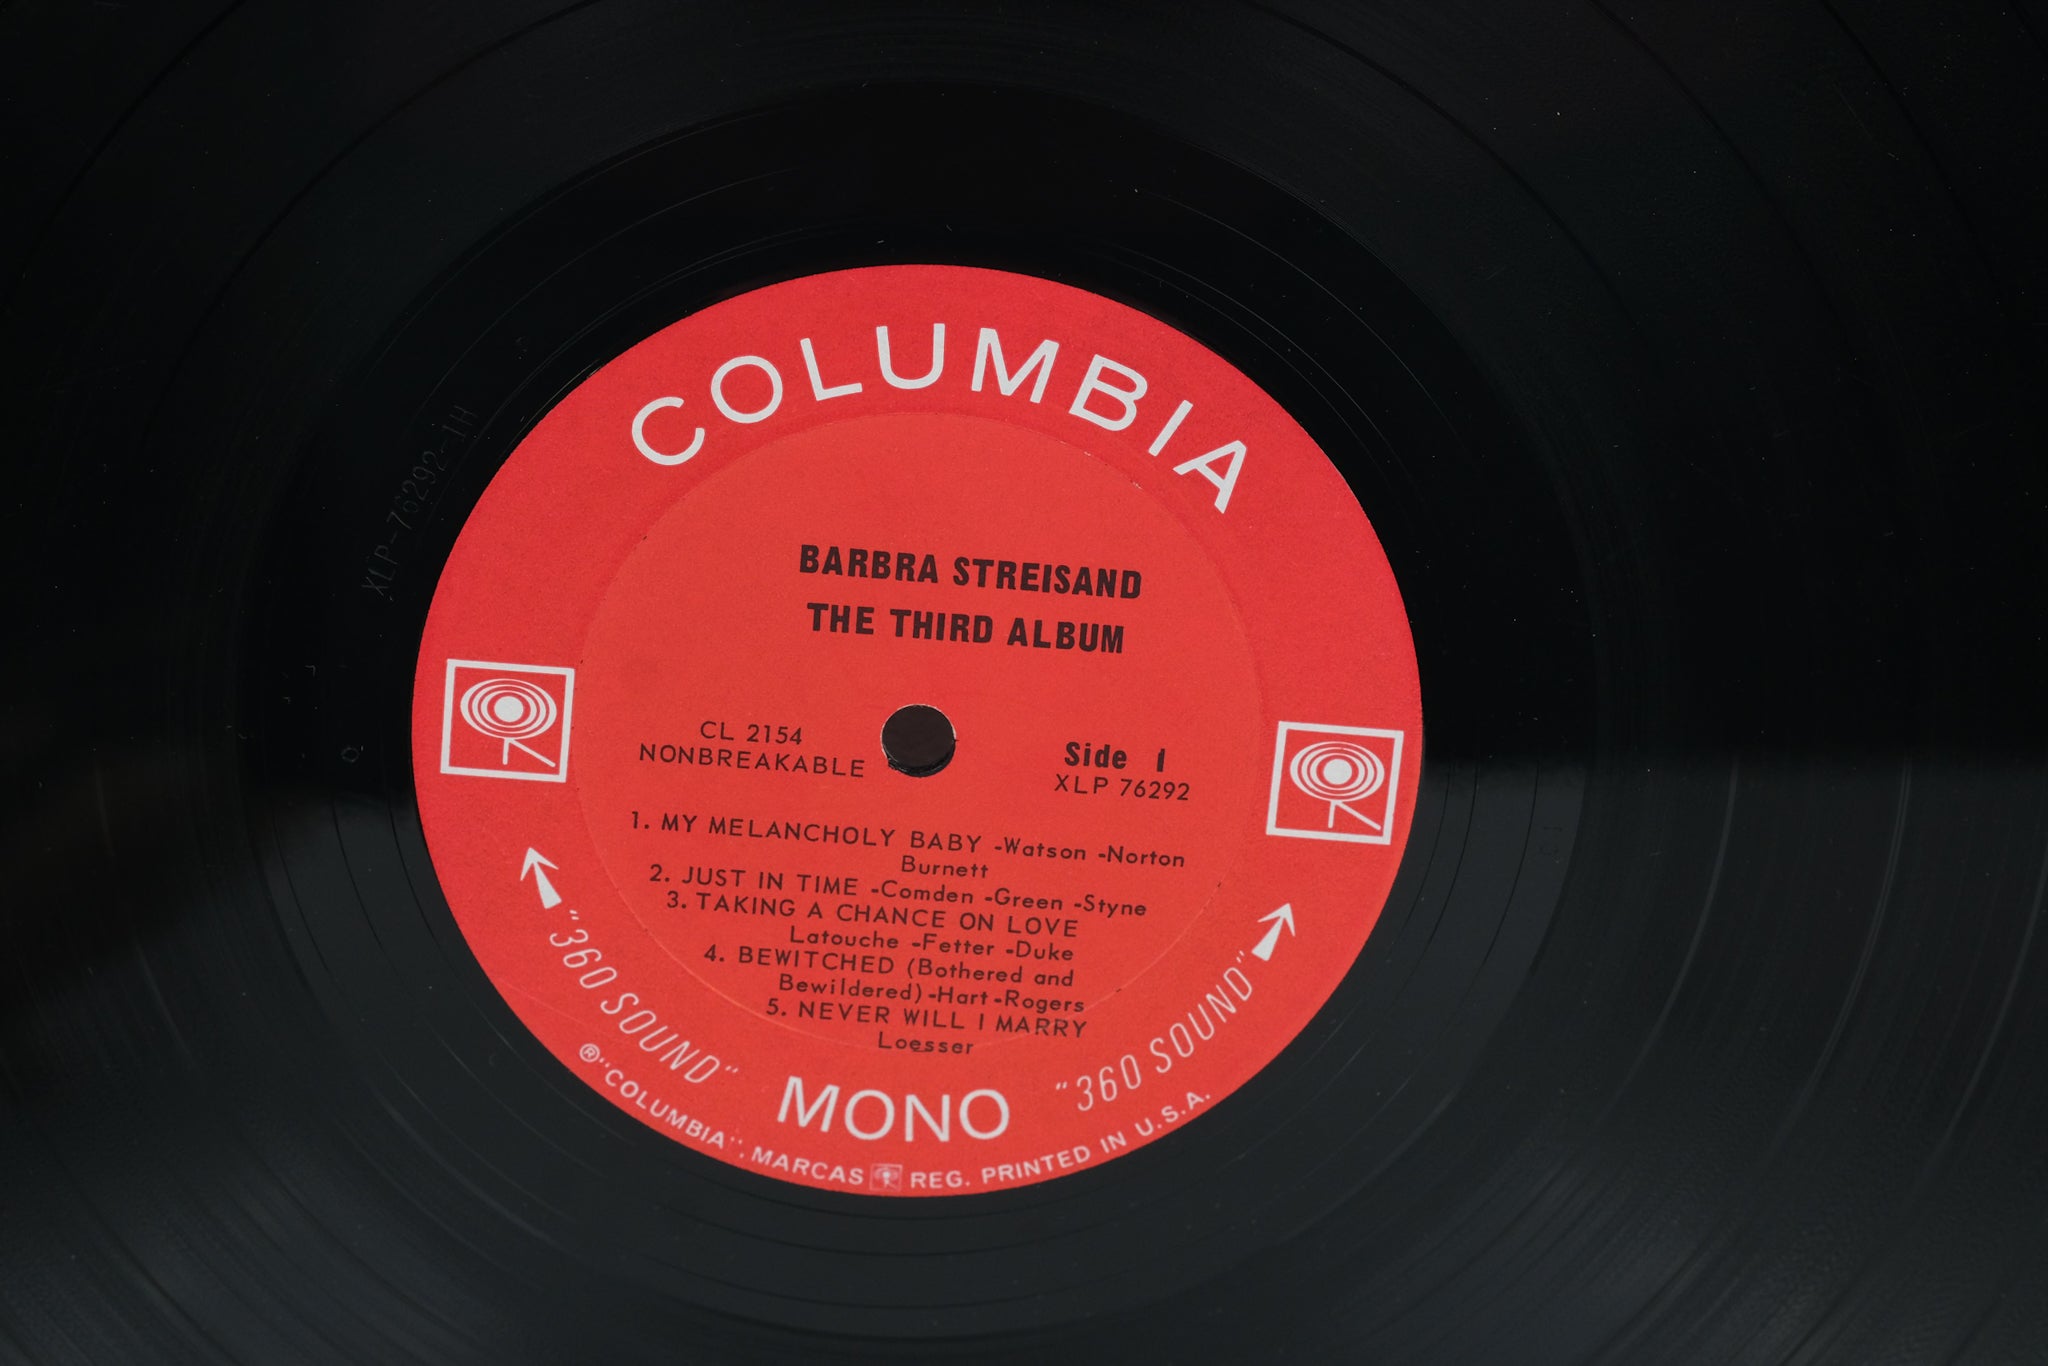 COLUMBIA
BARBRA STREISAND
THE THIRD ALBUM
CL 2154
NONBREAKABLE
Side 1
XLP 76292
1. MY MELANCHOLY BABY -Watson -Norton
Burnett
2. JUST IN TIME -Comden -Green -Styne
3. TAKING A CHANCE ON LOVE
Latouche -Fetter -Duke
4. BEWITCHED (Bothered and
Bewildered) -Hart -Rogers
5. NEVER WILL I MARRY
Loesser
"360 SOUND"
MONO
"360 SOUND"
®"COLUMBIA", MARCAS REG. PRINTED IN U.S.A.
XLP-76292-1H